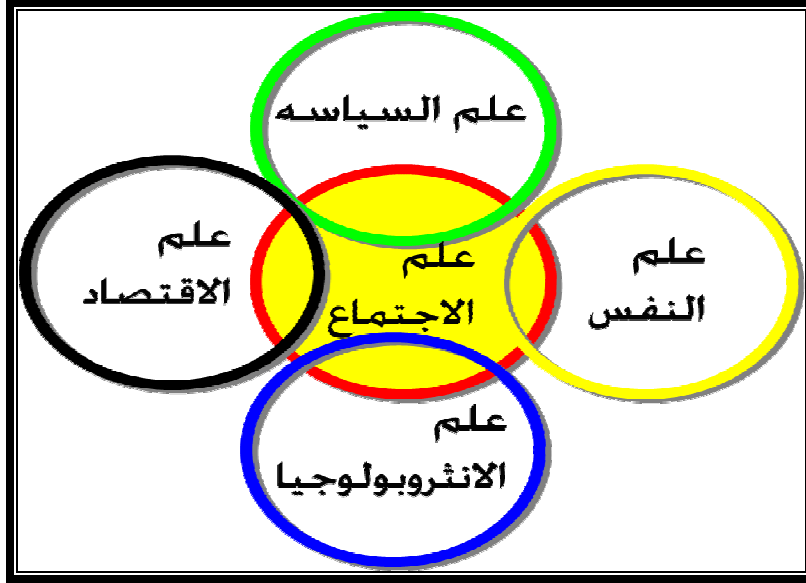 علم السياسه
علم
النفس
علم
الاجتماع
علم
الاقتصاد
علم
الانثروبولوجيا